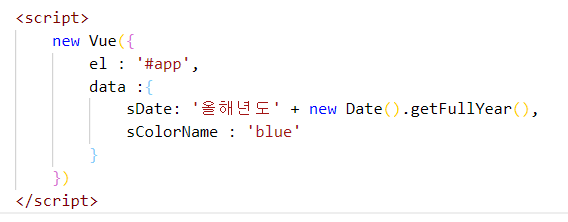 <script>
new Vue({
el : '#app',
data :{
sDate: '올해년도' + new Date().getFullYear(),
sColorName : 'blue'
}
})
</script>